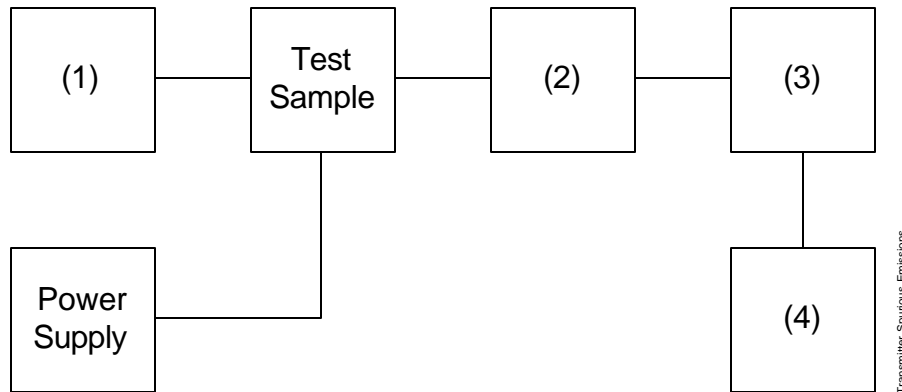 (1)
Test
Sample
(2)
(3)
Power
Supply
(4)
Transmitter Spurious Emissions